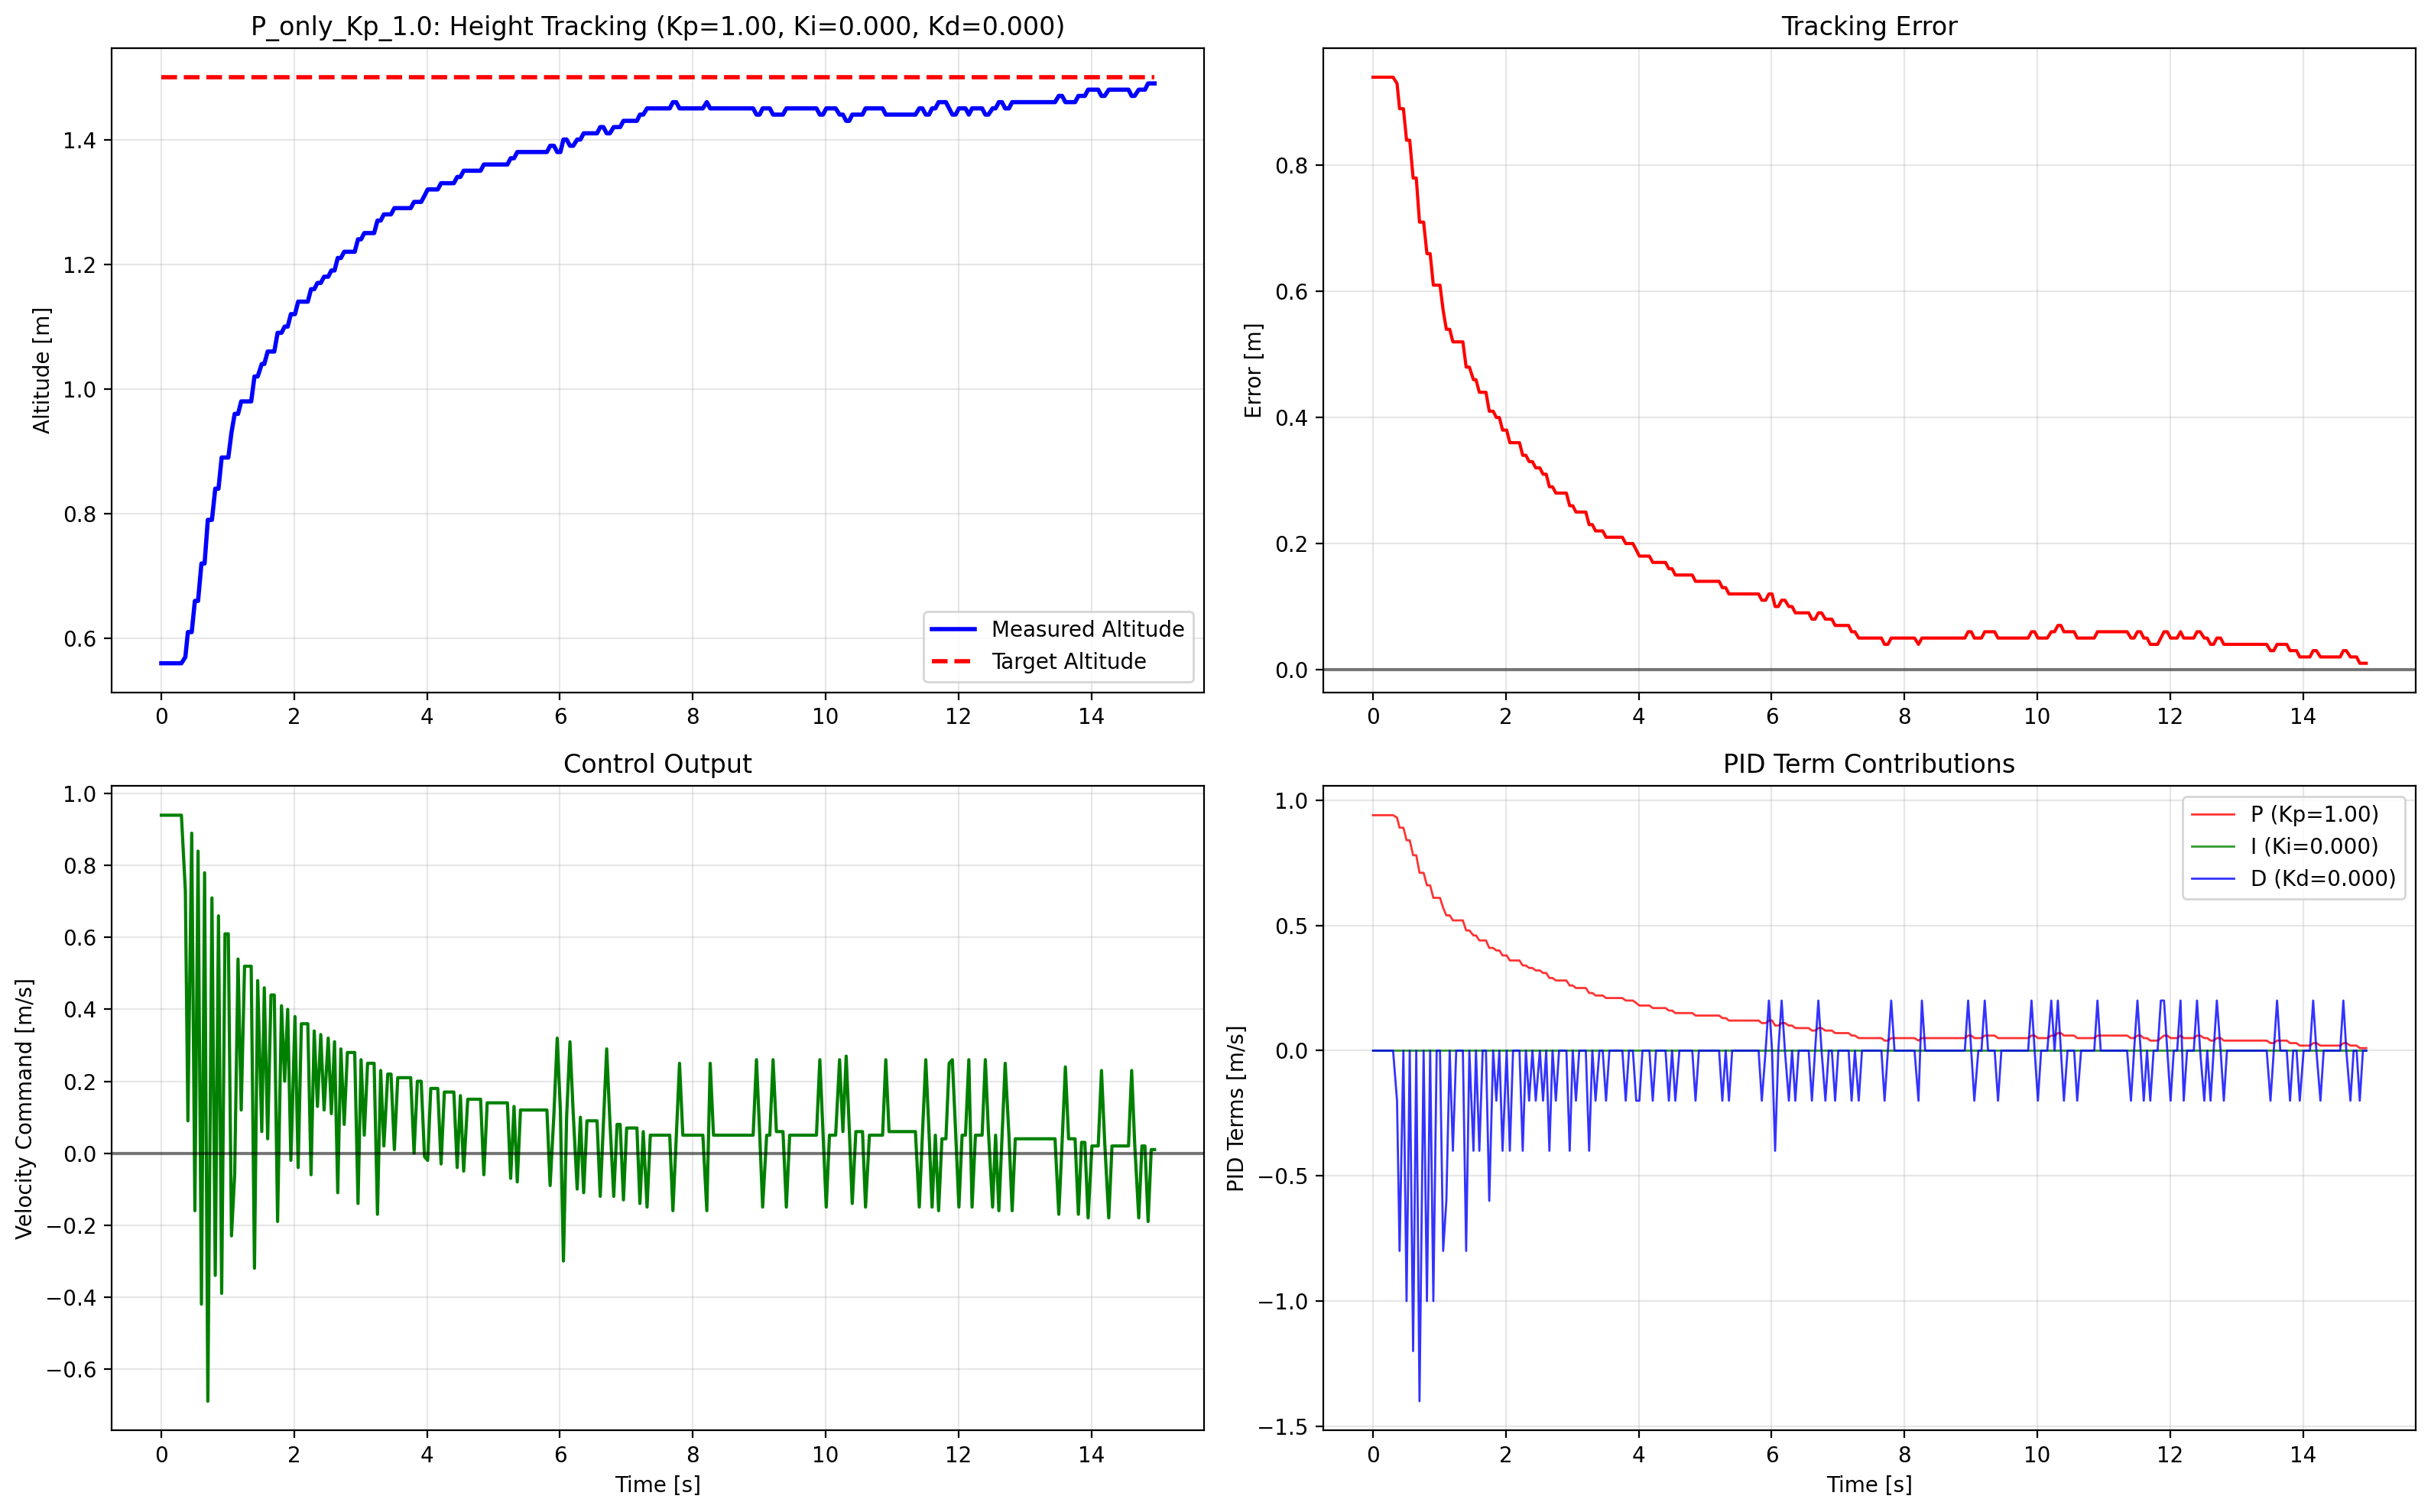 P_only_Kp_1.0: Height Tracking (Kp=1.00, Ki=0.000, Kd=0.000)
Altitude [m]
1.4
1.2
1.0
0.8
0.6
0 2 4 6 8 10 12 14
Measured Altitude
Target Altitude
Tracking Error
Error [m]
0.8
0.6
0.4
0.2
0.0
0 2 4 6 8 10 12 14
Control Output
Velocity Command [m/s]
1.0
0.8
0.6
0.4
0.2
0.0
−0.2
−0.4
−0.6
0 2 4 6 8 10 12 14
Time [s]
PID Term Contributions
PID Terms [m/s]
1.0
0.5
0.0
−0.5
−1.0
−1.5
P (Kp=1.00)
I (Ki=0.000)
D (Kd=0.000)
0 2 4 6 8 10 12 14
Time [s]